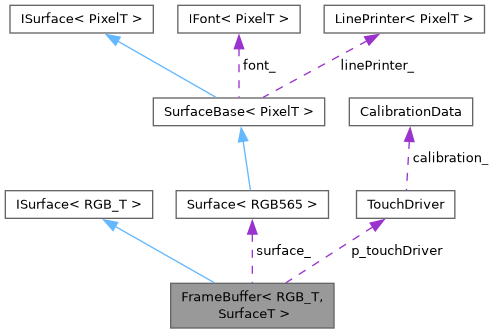 ISurface< PixelT >
IFont< PixelT >
LinePrinter< PixelT >
font_
linePrinter_
SurfaceBase< PixelT >
CalibrationData
calibration_
ISurface< RGB_T >
Surface< RGB565 >
TouchDriver
surface_
p_touchDriver
FrameBuffer< RGB_T,
SurfaceT >